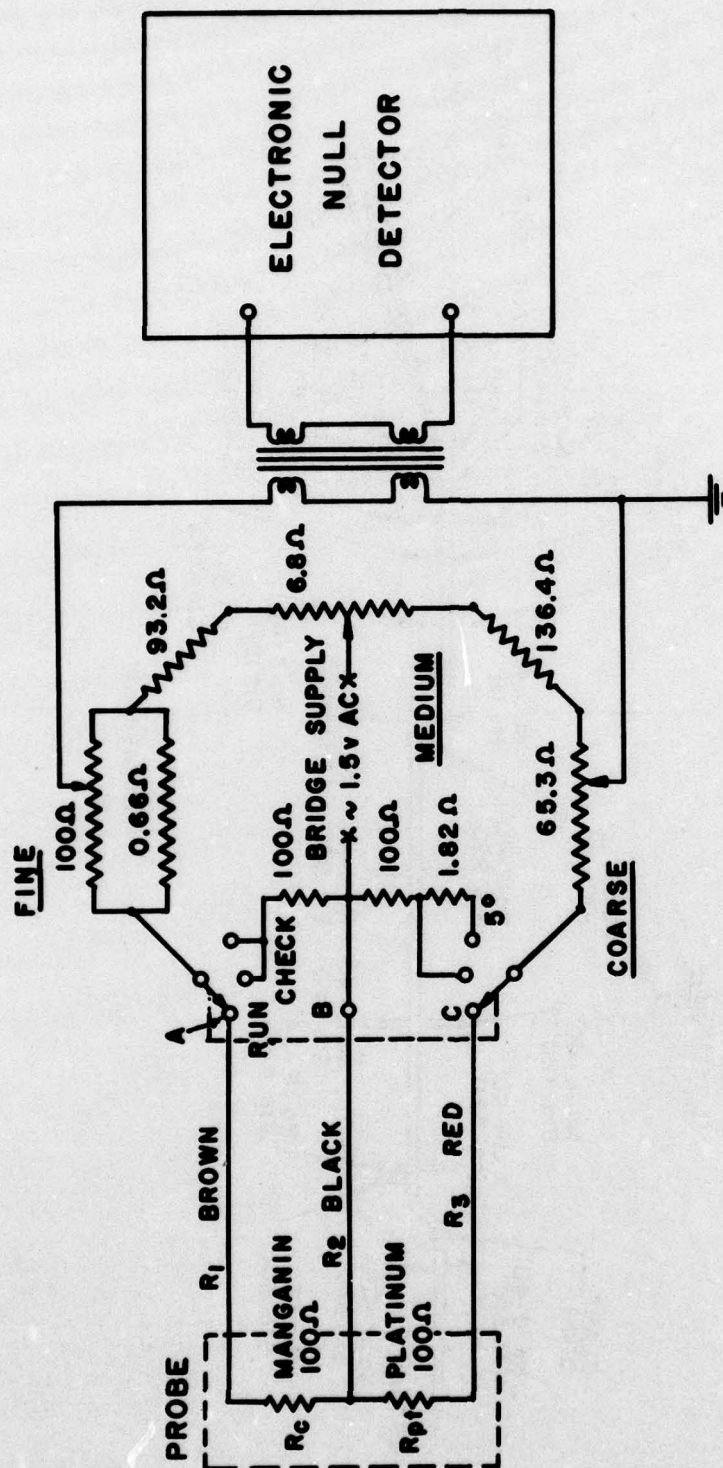 PROBE
MANGANIN
100Ω
Rc
PLATINUM
100Ω
Rpt
R1 BROWN
R2 BLACK
R3 RED
A
B
C
RUN
CHECK
5°
FINE
100Ω
0.66Ω
93.2Ω
6.8Ω
100Ω
BRIDGE SUPPLY
X ~ 1.5V AC X
MEDIUM
100Ω
1.82Ω
136.4Ω
65.3Ω
COARSE
ELECTRONIC
NULL
DETECTOR